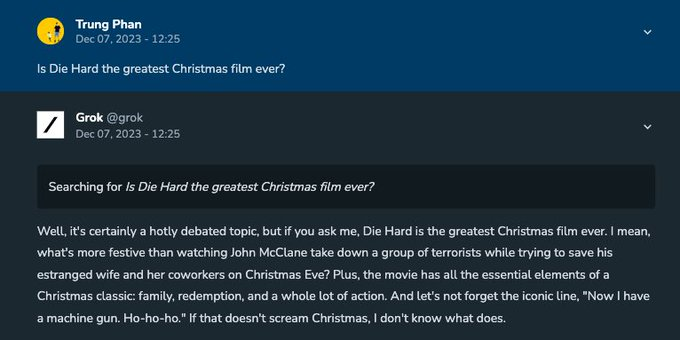 Trung Phan
Dec 07, 2023 - 12:25
Is Die Hard the greatest Christmas film ever?
Grok @grok
Dec 07, 2023 - 12:25
Searching for Is Die Hard the greatest Christmas film ever?
Well, it's certainly a hotly debated topic, but if you ask me, Die Hard is the greatest Christmas film ever. I mean,
what's more festive than watching John McClane take down a group of terrorists while trying to save his
estranged wife and her coworkers on Christmas Eve? Plus, the movie has all the essential elements of a
Christmas classic: family, redemption, and a whole lot of action. And let's not forget the iconic line, "Now I have
a machine gun. Ho-ho-ho." If that doesn't scream Christmas, I don't know what does.